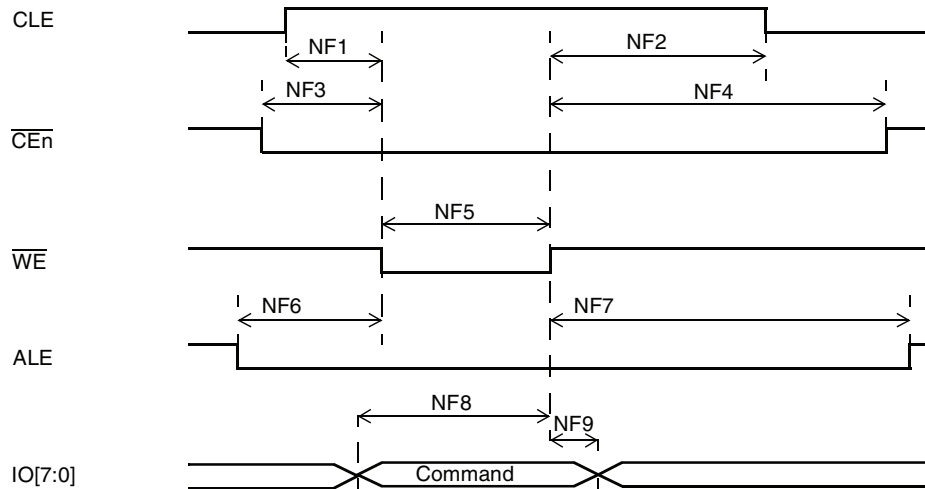 CLE
NF1
NF2
NF3
NF4
CEn
NF5
WE
NF6
NF7
ALE
NF8
NF9
IO[7:0]
Command